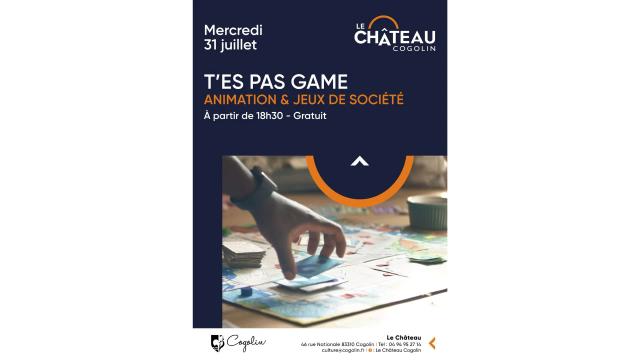 Mercredi
31 juillet
LE
CHÂTEAU
COGOLIN
T'ES PAS GAME
ANIMATION & JEUX DE SOCIÉTÉ
À partir de 18h30 - Gratuit
Cogolin
Le Château
46 rue Nationale 83310 Cogolin | Tel : 04 94 95 27 14
culture@cogolin.fr | : Le Château Cogolin